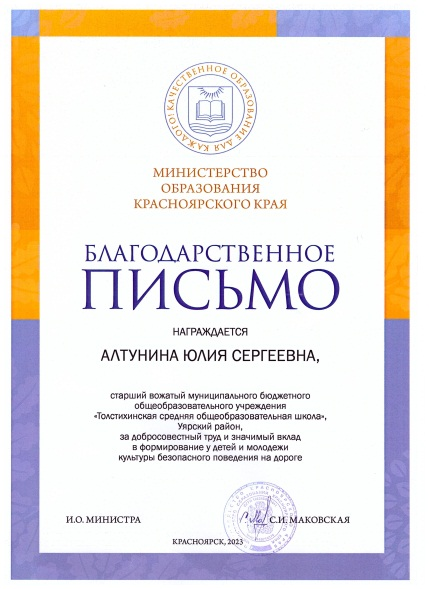 КАЧЕСТВЕННОЕ ОБРАЗОВАНИЕ ДЛЯ КАЖДОГО!
МИНИСТЕРСТВО
ОБРАЗОВАНИЯ
КРАСНОЯРСКОГО КРАЯ
БЛАГОДАРСТВЕННОЕ
ПИСЬМО
НАГРАЖДАЕТСЯ
АЛТУНИНА ЮЛИЯ СЕРГЕЕВНА,
старший вожатый муниципального бюджетного
общеобразовательного учреждения
«Толстихинская средняя общеобразовательная школа»,
Уярский район,
за добросовестный труд и значимый вклад
в формирование у детей и молодежи
культуры безопасного поведения на дороге
И.О. МИНИСТРА
С.И. МАКОВСКАЯ
КРАСНОЯРСК, 2023